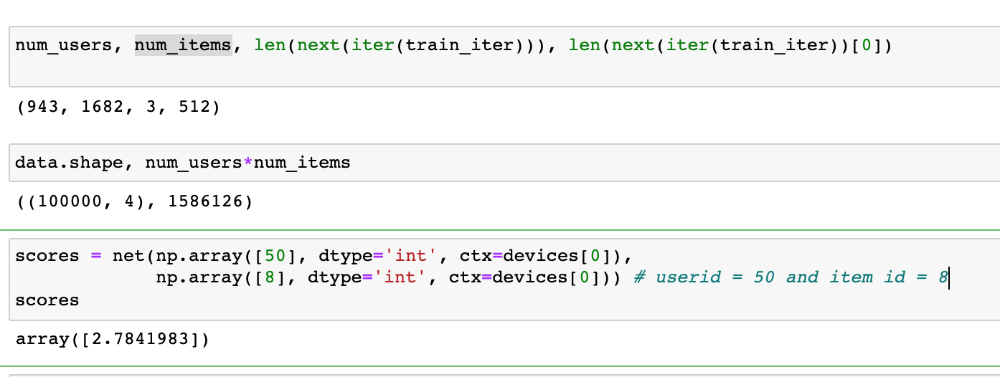 num_users, num_items, len(next(iter(train_iter))), len(next(iter(train_iter))[0])
(943, 1682, 3, 512)
data.shape, num_users*num_items
((100000, 4), 1586126)
scores = net(np.array([50], dtype='int', ctx=devices[0]),
             np.array([8], dtype='int', ctx=devices[0])) # userid = 50 and item id = 8
scores
array([2.7841983])